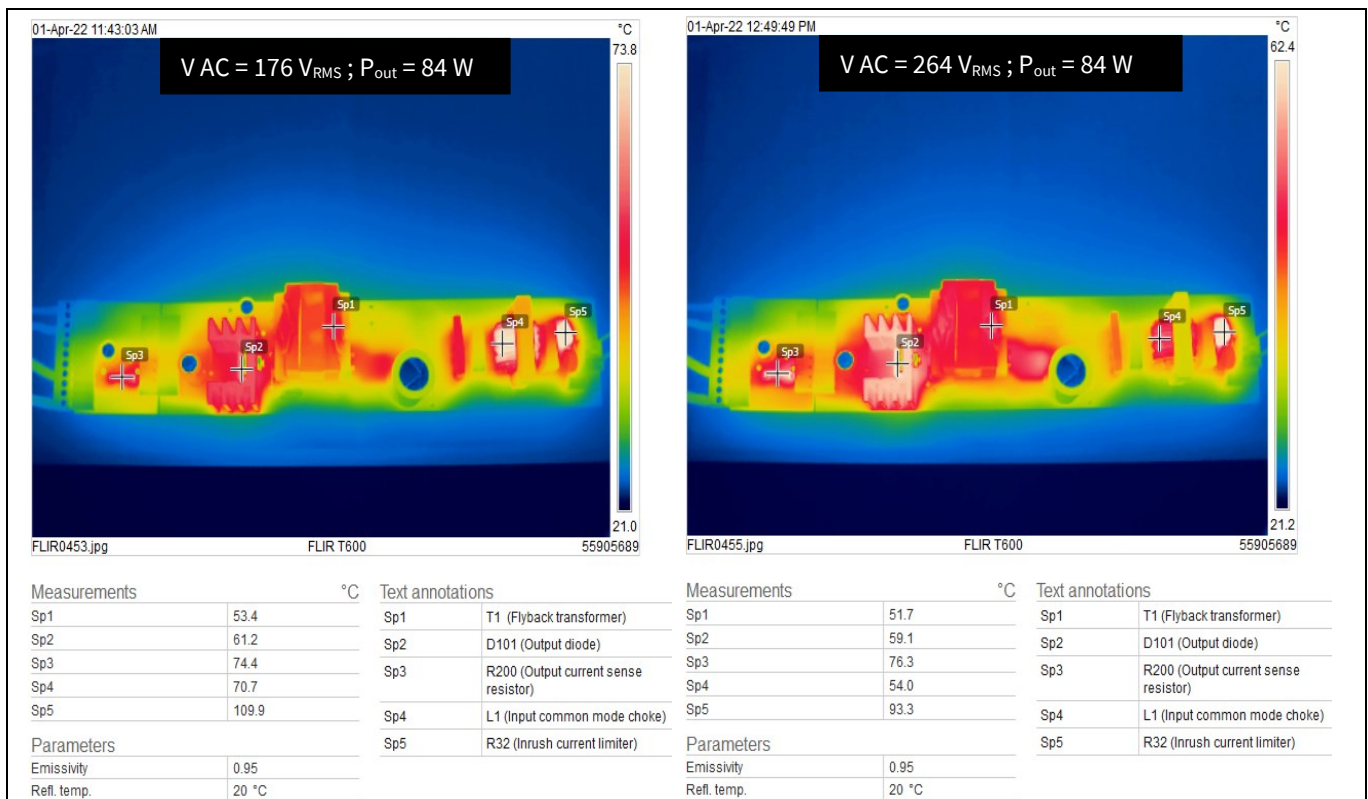 01-Apr-22 11:43:03 AM
°C
73.8
V AC = 176 VRMS ; Pout = 84 W
Sp1
Sp2
Sp3
Sp4
Sp5
21.0
FLIR0453.jpg FLIR T600 55905689
Measurements °C
Sp1 53.4
Sp2 61.2
Sp3 74.4
Sp4 70.7
Sp5 109.9
Parameters
Emissivity 0.95
Refl. temp. 20 °C
Text annotations
Sp1 T1 (Flyback transformer)
Sp2 D101 (Output diode)
Sp3 R200 (Output current sense
resistor)
Sp4 L1 (Input common mode choke)
Sp5 R32 (Inrush current limiter)
01-Apr-22 12:49:49 PM
°C
62.4
V AC = 264 VRMS ; Pout = 84 W
Sp1
Sp2
Sp3
Sp4
Sp5
21.2
FLIR0455.jpg FLIR T600 55905689
Measurements °C
Sp1 51.7
Sp2 59.1
Sp3 76.3
Sp4 54.0
Sp5 93.3
Parameters
Emissivity 0.95
Refl. temp. 20 °C
Text annotations
Sp1 T1 (Flyback transformer)
Sp2 D101 (Output diode)
Sp3 R200 (Output current sense
resistor)
Sp4 L1 (Input common mode choke)
Sp5 R32 (Inrush current limiter)